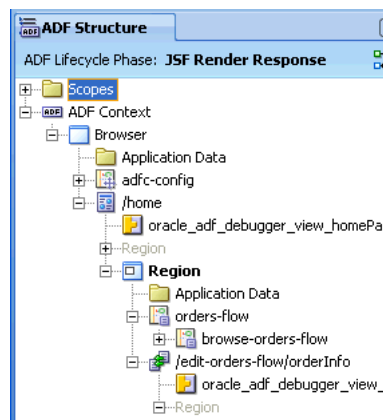 ADF Structure
ADF Lifecycle Phase: JSF Render Response
Scopes
ADF ADF Context
Browser
Application Data
adfc-config
/home
oracle_adf_debugger_view_homePa
Region
Region
Application Data
orders-flow
browse-orders-flow
/edit-orders-flow/orderInfo
oracle_adf_debugger_view_
Region